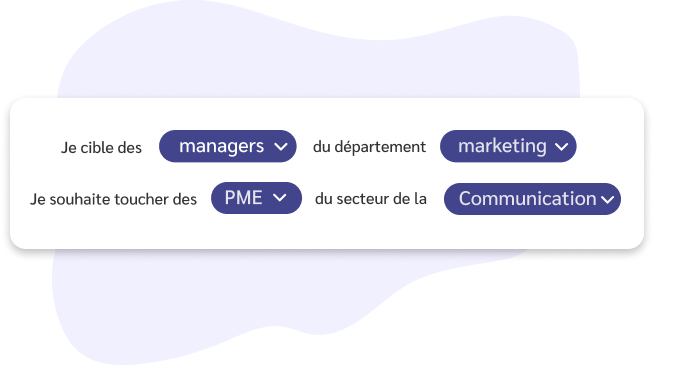 Je cible des managers du département marketing
Je souhaite toucher des PME du secteur de la Communication